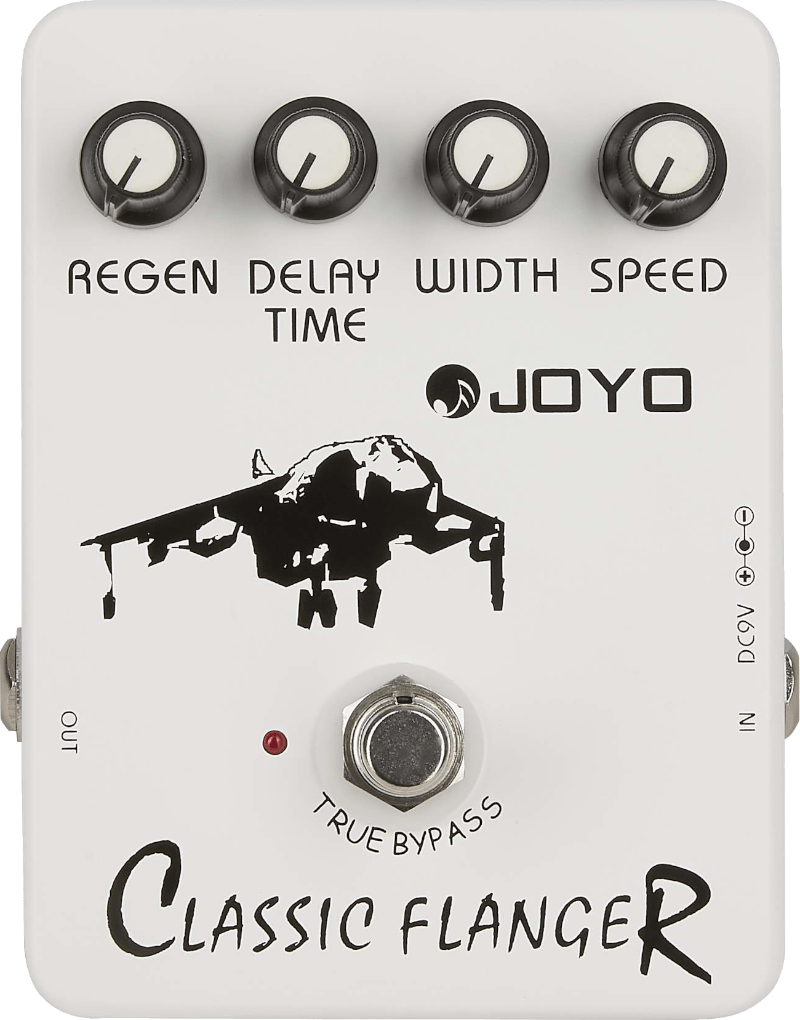 REGEN DELAY TIME WIDTH SPEED
JOYO
DC9V
OUT
IN
TRUE BYPASS
CLASSIC FLANGER